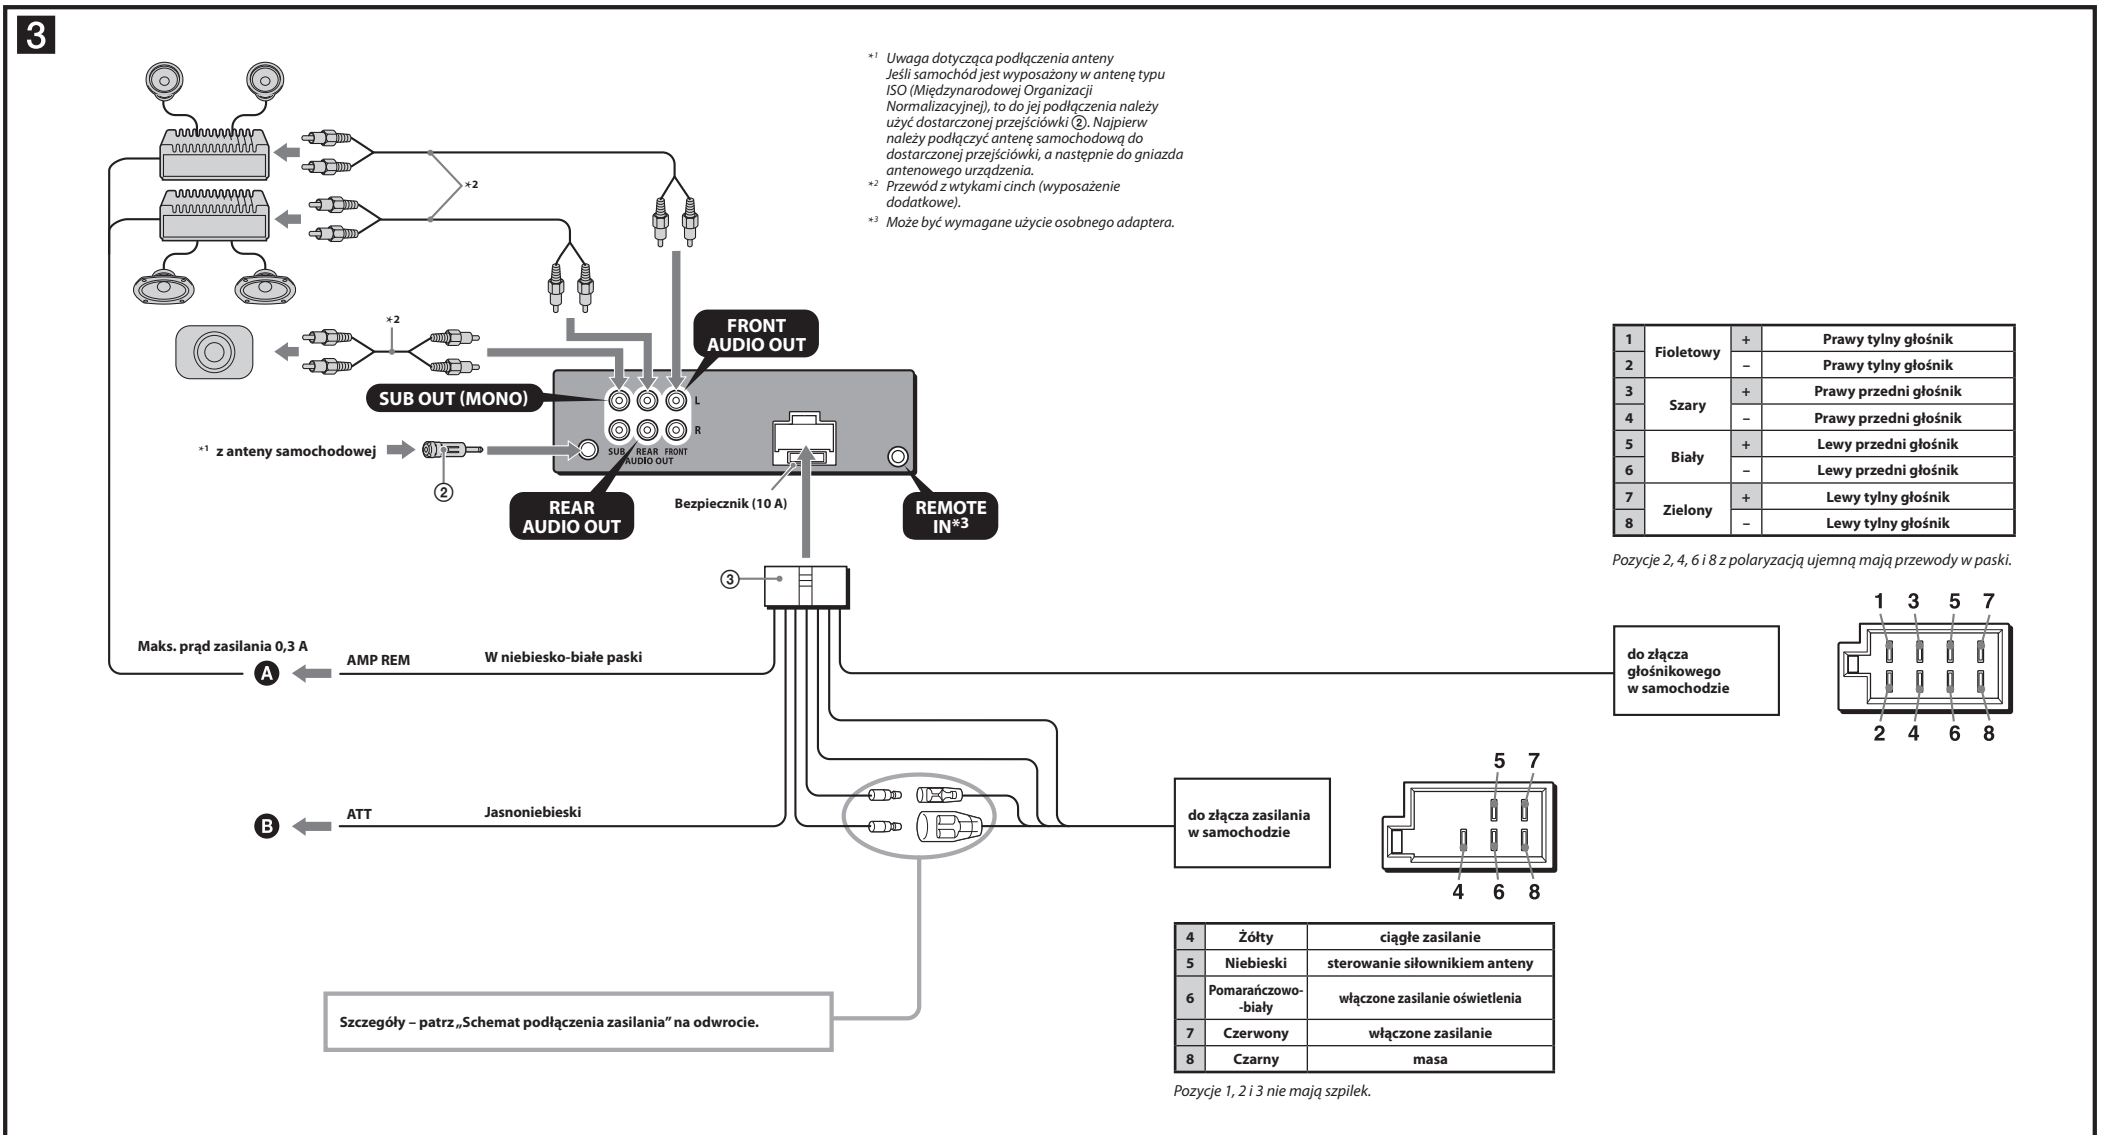 3
*1 Uwaga dotycząca podłączenia anteny
Jeśli samochód jest wyposażony w antenę typu
ISO (Międzynarodowej Organizacji
Normalizacyjnej), to do jej podłączenia należy
użyć dostarczonej przejściówki ②. Najpierw
należy podłączyć antenę samochodową do
dostarczonej przejściówki, a następnie do gniazda
antenowego urządzenia.
*2 Przewód z wtykami cinch (wyposażenie
dodatkowe).
*3 Może być wymagane użycie osobnego adaptera.
*2
*2
FRONT
AUDIO OUT
SUB OUT (MONO)
L
R
SUB REAR FRONT
AUDIO OUT
*1 z anteny samochodowej
②
REAR
AUDIO OUT
Bezpiecznik (10 A)
REMOTE
IN*3
1 Fioletowy + Prawy tylny głośnik
2 – Prawy tylny głośnik
3 Szary + Prawy przedni głośnik
4 – Prawy przedni głośnik
5 Biały + Lewy przedni głośnik
6 – Lewy przedni głośnik
7 Zielony + Lewy tylny głośnik
8 – Lewy tylny głośnik
Pozycje 2, 4, 6 i 8 z polaryzacją ujemną mają przewody w paski.
③
Maks. prąd zasilania 0,3 A
A
AMP REM
W niebiesko-białe paski
do złącza
głośnikowego
w samochodzie
1 3 5 7
2 4 6 8
B
ATT
Jasnoniebieski
do złącza zasilania
w samochodzie
5 7
4 6 8
4 Żółty ciągłe zasilanie
5 Niebieski sterowanie siłownikiem anteny
6 Pomarańczowo-
-biały włączone zasilanie oświetlenia
7 Czerwony włączone zasilanie
8 Czarny masa
Pozycje 1, 2 i 3 nie mają szpilek.
Szczegóły – patrz „Schemat podłączenia zasilania” na odwrocie.